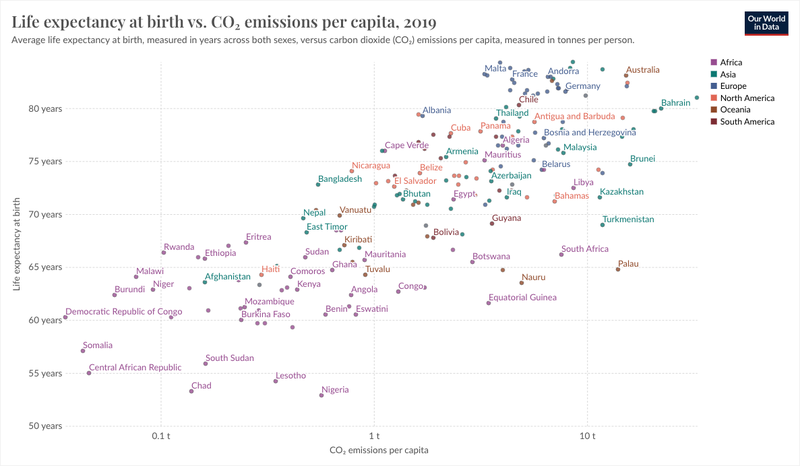 Life expectancy at birth vs. CO₂ emissions per capita, 2019
Our World
in Data
Average life expectancy at birth, measured in years across both sexes, versus carbon dioxide (CO₂) emissions per capita, measured in tonnes per person.
Africa
Asia
Europe
North America
Oceania
South America
Malta
France
Andorra
Australia
Germany
Chile
Bahrain
80 years
Albania
Thailand
Antigua and Barbuda
Cuba
Panama
Bosnia and Herzegovina
Algeria
Cape Verde
Armenia
Mauritius
Malaysia
75 years
Brunei
Nicaragua
Belize
Belarus
Bangladesh
El Salvador
Azerbaijan
Libya
Bhutan
Egypt
Iraq
Bahamas
Kazakhstan
70 years
Nepal
Vanuatu
Guyana
Turkmenistan
East Timor
Bolivia
Eritrea
Kiribati
Rwanda
Ethiopia
Sudan
Mauritania
Botswana
South Africa
65 years
Malawi
Afghanistan
Haiti
Comoros
Ghana
Tuvalu
Nauru
Palau
Burundi
Niger
Kenya
Angola
Congo
Equatorial Guinea
Mozambique
60 years
Democratic Republic of Congo
Burkina Faso
Benin
Eswatini
Somalia
55 years
Central African Republic
South Sudan
Chad
Lesotho
Nigeria
50 years
Life expectancy at birth
0.1 t
1 t
10 t
CO₂ emissions per capita